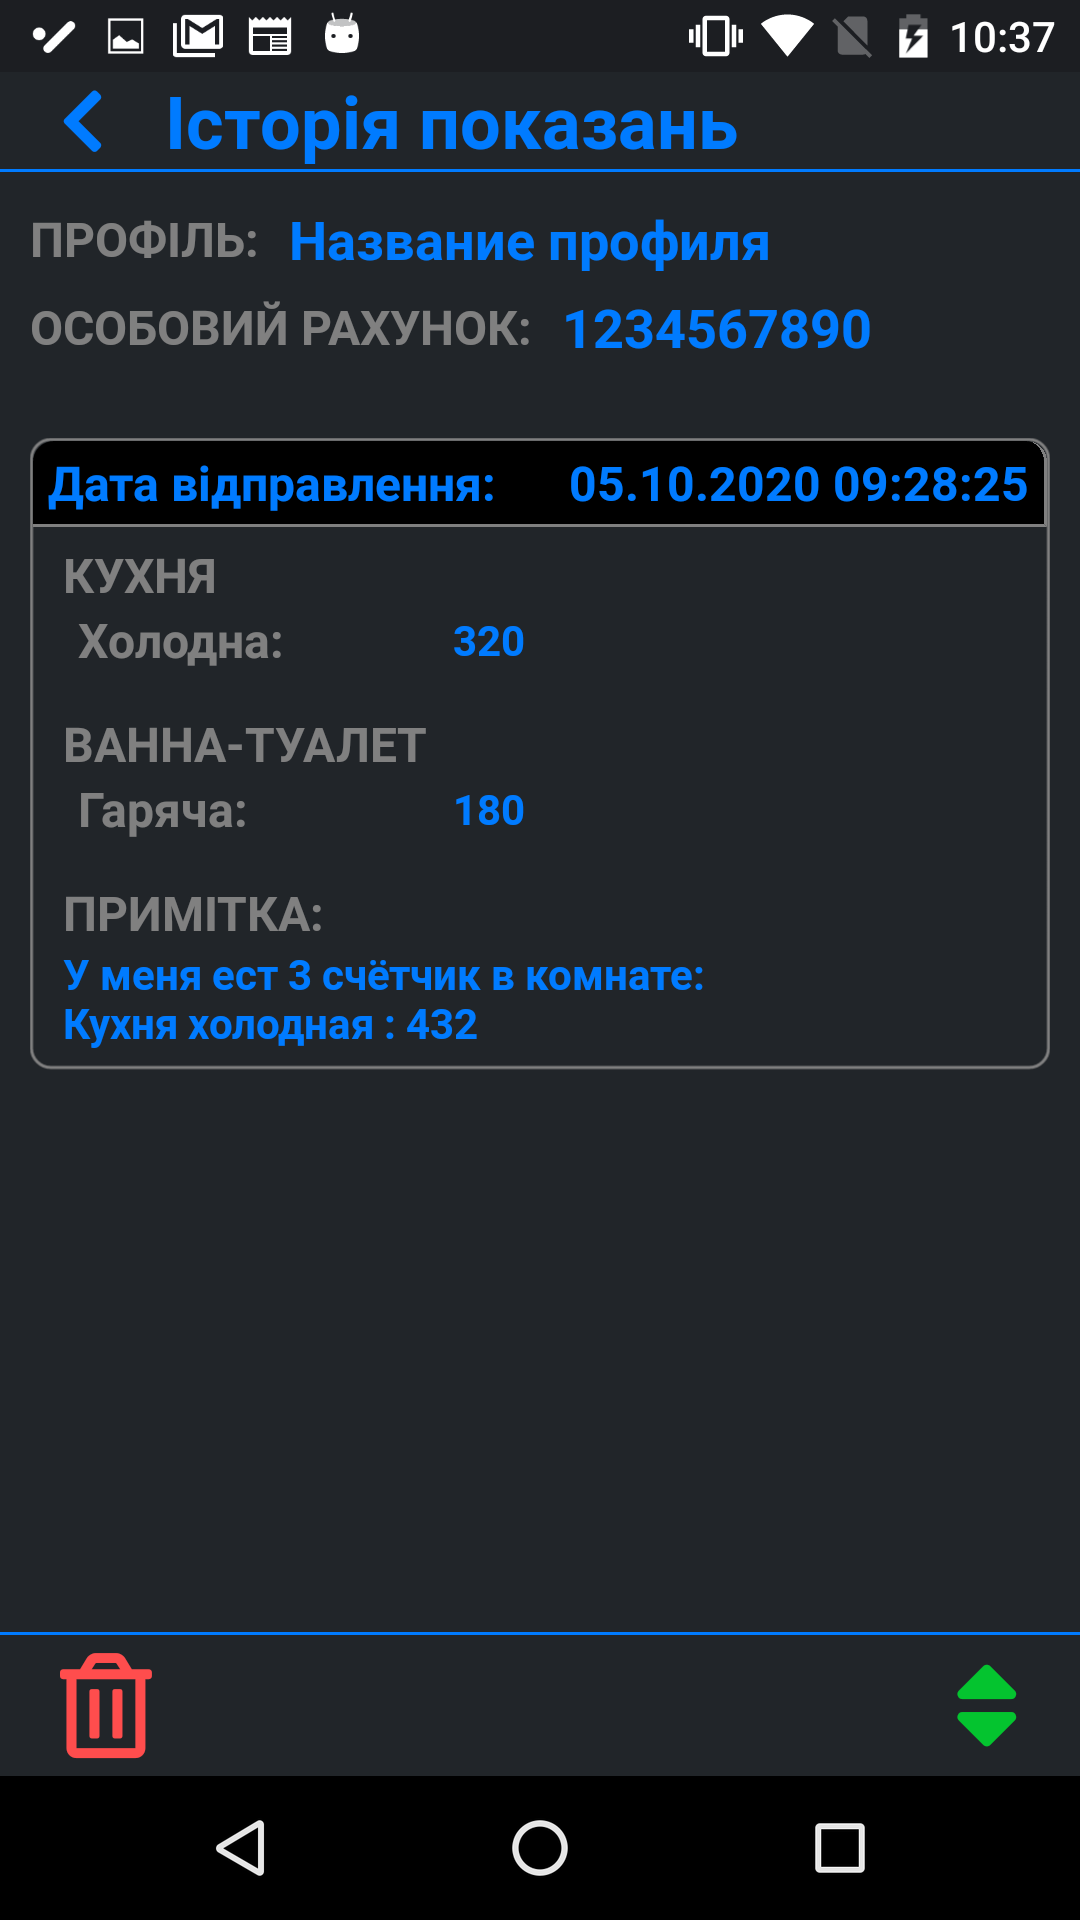 10:37
Історія показань
ПРОФІЛЬ: Название профиля
ОСОБОВИЙ РАХУНОК: 1234567890
Дата відправлення: 05.10.2020 09:28:25
КУХНЯ
Холодна: 320
ВАННА-ТУАЛЕТ
Гаряча: 180
ПРИМІТКА:
У меня ест 3 счётчик в комнате:
Кухня холодная : 432